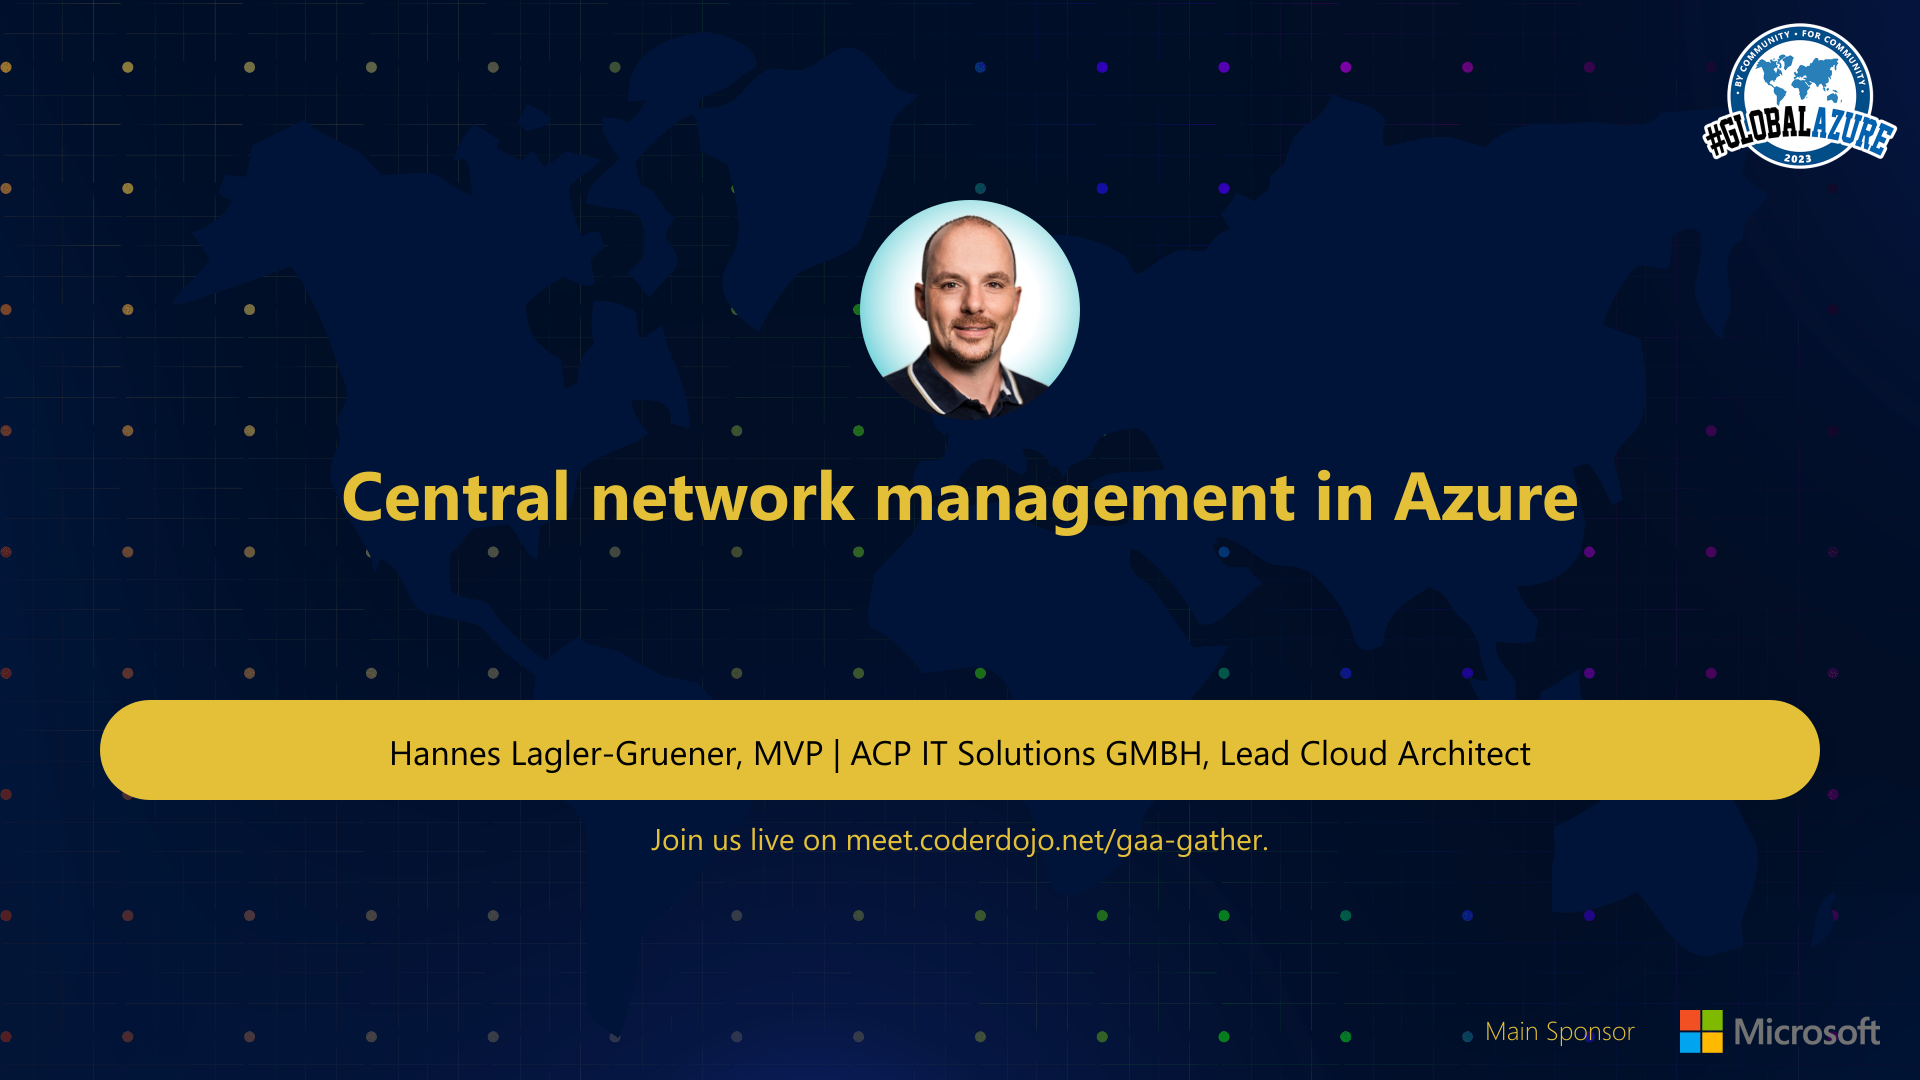 • BY COMMUNITY • FOR COMMUNITY •
#GLOBALAZURE
2023
Central network management in Azure
Hannes Lagler-Gruener, MVP | ACP IT Solutions GMBH, Lead Cloud Architect
Join us live on meet.coderdojo.net/gaa-gather.
Main Sponsor
Microsoft